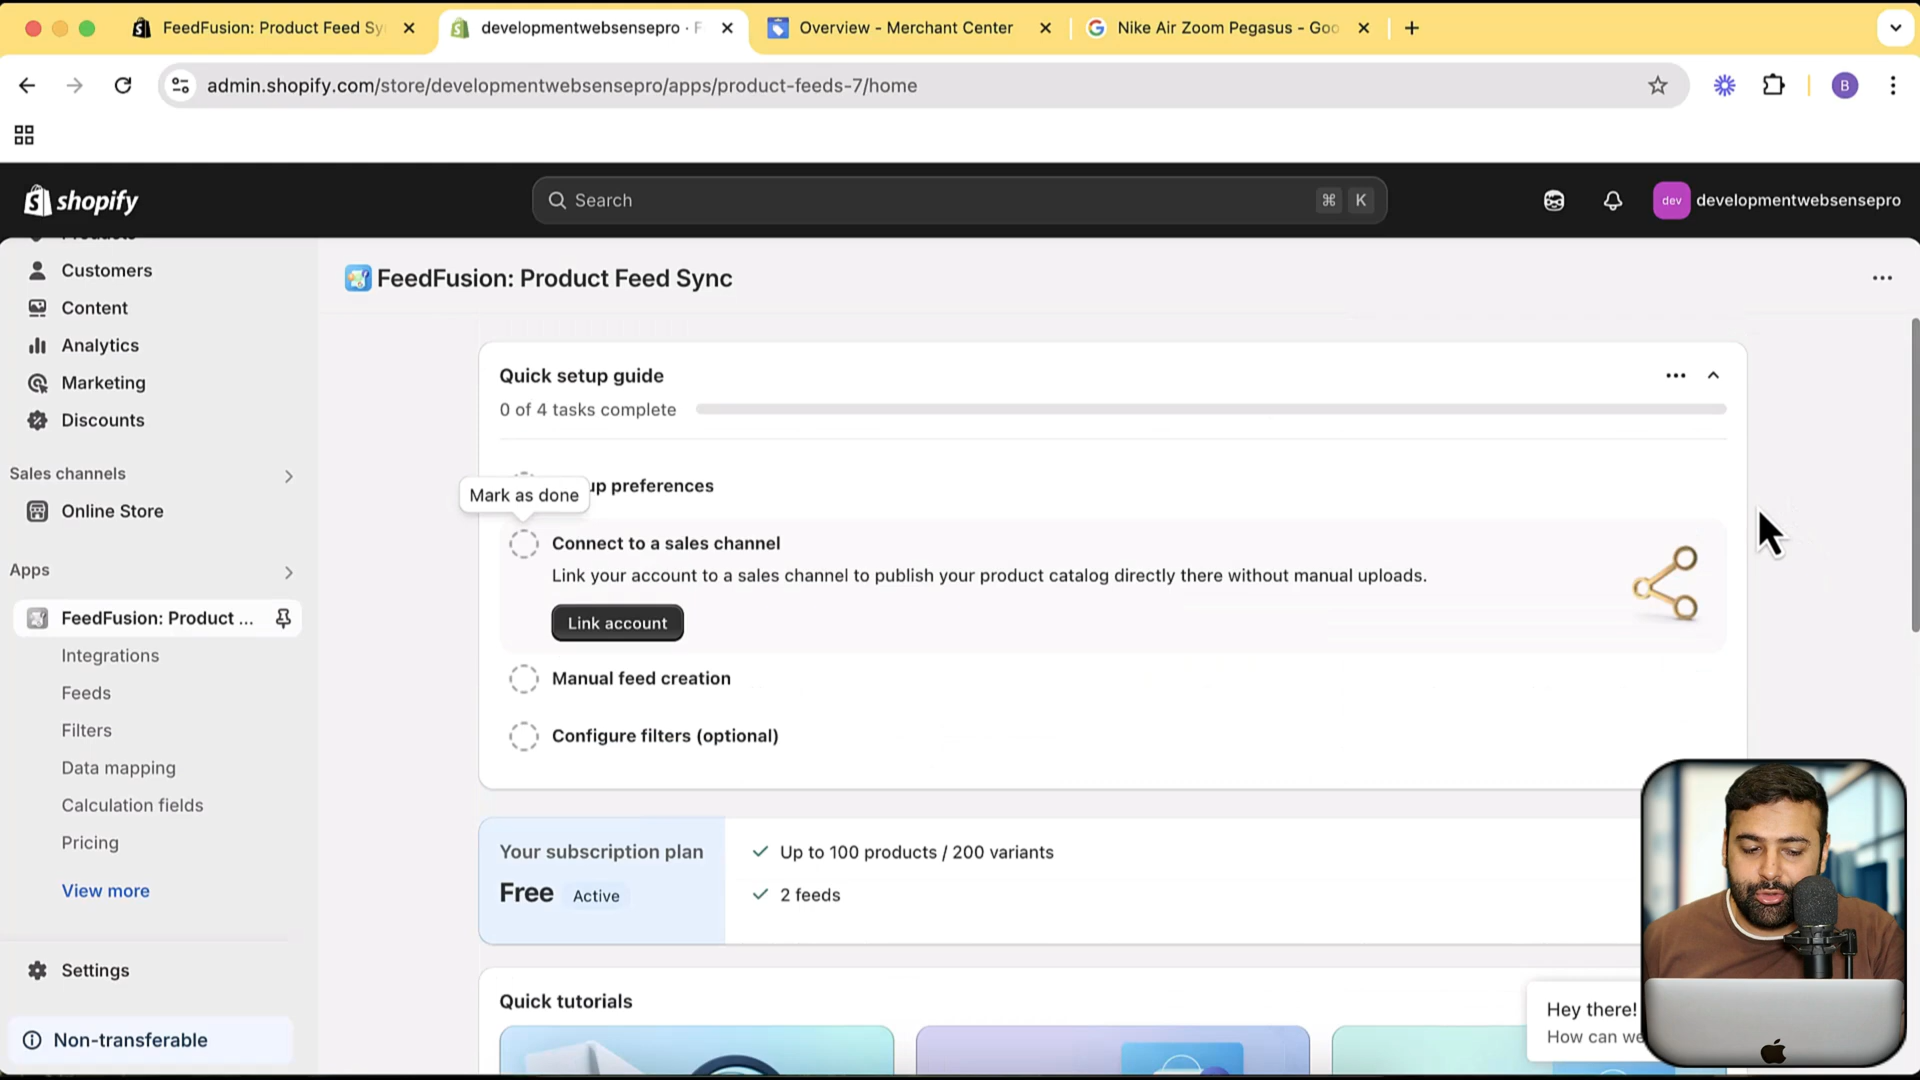 FeedFusion: Product Feed Sy
developmentwebsensepro · F
Overview - Merchant Center
Nike Air Zoom Pegasus - Goo
admin.shopify.com/store/developmentwebsensepro/apps/product-feeds-7/home
B
shopify
Search
⌘ K
dev
developmentwebsensepro
Products
Customers
Content
Analytics
Marketing
Discounts
Sales channels
Online Store
Apps
FeedFusion: Product ...
Integrations
Feeds
Filters
Data mapping
Calculation fields
Pricing
View more
Settings
Non-transferable
FeedFusion: Product Feed Sync
Quick setup guide
0 of 4 tasks complete
Mark as done
up preferences
Connect to a sales channel
Link your account to a sales channel to publish your product catalog directly there without manual uploads.
Link account
Manual feed creation
Configure filters (optional)
Your subscription plan
Free Active
Up to 100 products / 200 variants
2 feeds
Quick tutorials
Hey there!
How can we